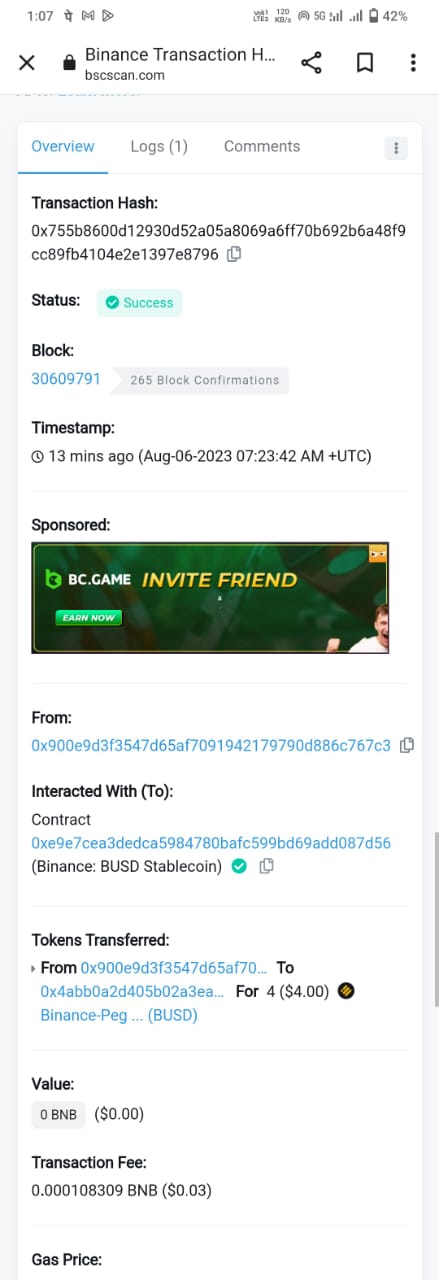 1:07
Vo1 LTE2 120 KB/s 5G 42%
Binance Transaction H...
bscscan.com
Overview Logs (1) Comments
Transaction Hash:
0x755b8600d12930d52a05a8069a6ff70b692b6a48f9
cc89fb4104e2e1397e8796
Status: Success
Block:
30609791 265 Block Confirmations
Timestamp:
13 mins ago (Aug-06-2023 07:23:42 AM +UTC)
Sponsored:
BC.GAME INVITE FRIEND
EARN NOW
From:
0x900e9d3f3547d65af7091942179790d886c767c3
Interacted With (To):
Contract
0xe9e7cea3dedca5984780bafc599bd69add087d56
(Binance: BUSD Stablecoin)
Tokens Transferred:
From 0x900e9d3f3547d65af70... To
0x4abb0a2d405b02a3ea... For 4 ($4.00)
Binance-Peg ... (BUSD)
Value:
0 BNB ($0.00)
Transaction Fee:
0.000108309 BNB ($0.03)
Gas Price: